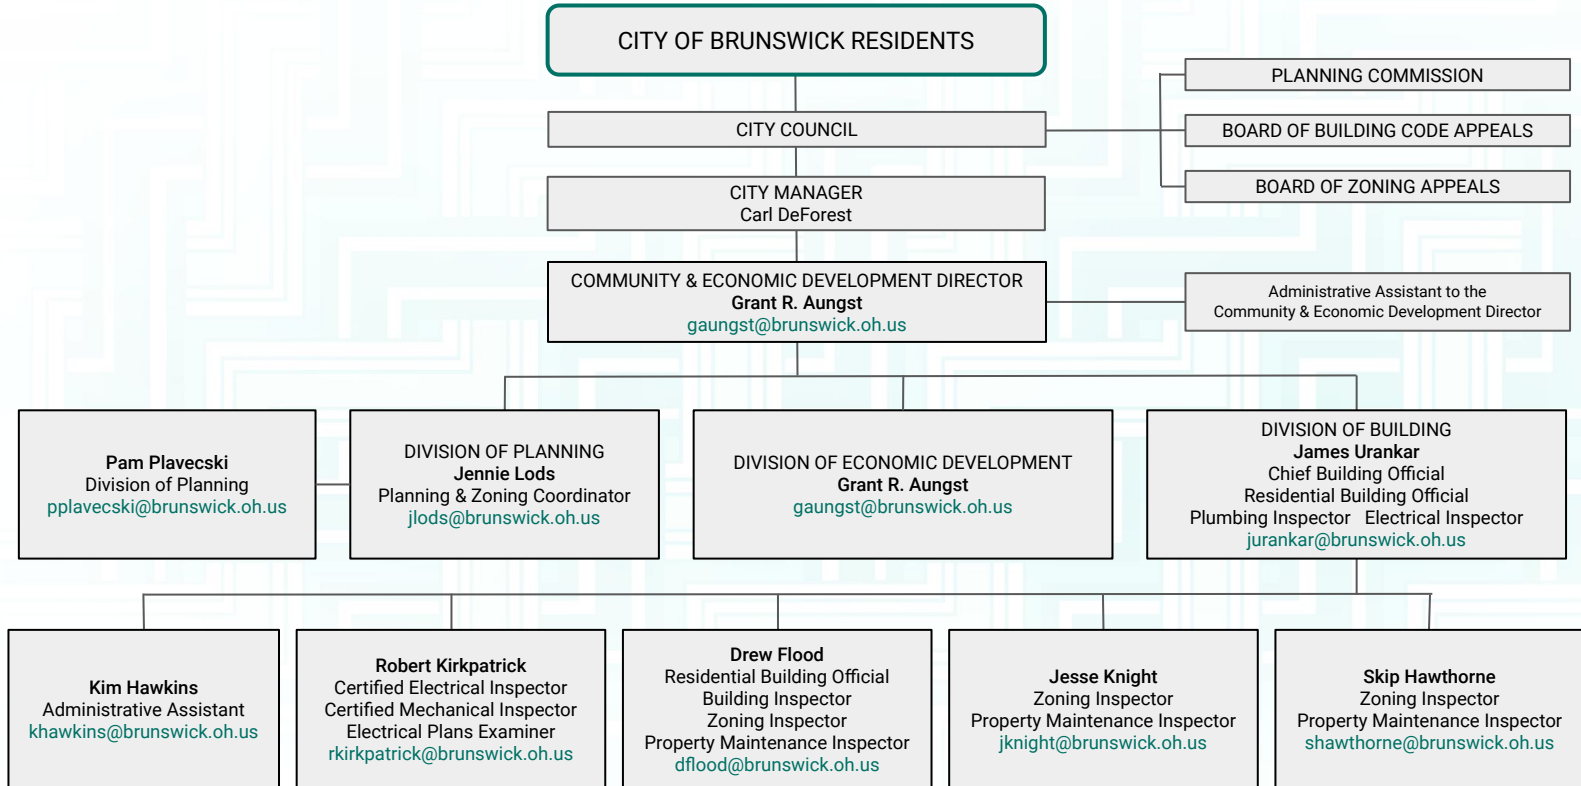 CITY OF BRUNSWICK RESIDENTS
PLANNING COMMISSION
CITY COUNCIL
BOARD OF BUILDING CODE APPEALS
BOARD OF ZONING APPEALS
CITY MANAGER
Carl DeForest
COMMUNITY & ECONOMIC DEVELOPMENT DIRECTOR
Grant R. Aungst
gaungst@brunswick.oh.us
Administrative Assistant to the
Community & Economic Development Director
Pam Plavecski
Division of Planning
pplavecski@brunswick.oh.us
DIVISION OF PLANNING
Jennie Lods
Planning & Zoning Coordinator
jlods@brunswick.oh.us
DIVISION OF ECONOMIC DEVELOPMENT
Grant R. Aungst
gaungst@brunswick.oh.us
DIVISION OF BUILDING
James Urankar
Chief Building Official
Residential Building Official
Plumbing Inspector Electrical Inspector
jurankar@brunswick.oh.us
Kim Hawkins
Administrative Assistant
khawkins@brunswick.oh.us
Robert Kirkpatrick
Certified Electrical Inspector
Certified Mechanical Inspector
Electrical Plans Examiner
rkirkpatrick@brunswick.oh.us
Drew Flood
Residential Building Official
Building Inspector
Zoning Inspector
Property Maintenance Inspector
dflood@brunswick.oh.us
Jesse Knight
Zoning Inspector
Property Maintenance Inspector
jknight@brunswick.oh.us
Skip Hawthorne
Zoning Inspector
Property Maintenance Inspector
shawthorne@brunswick.oh.us